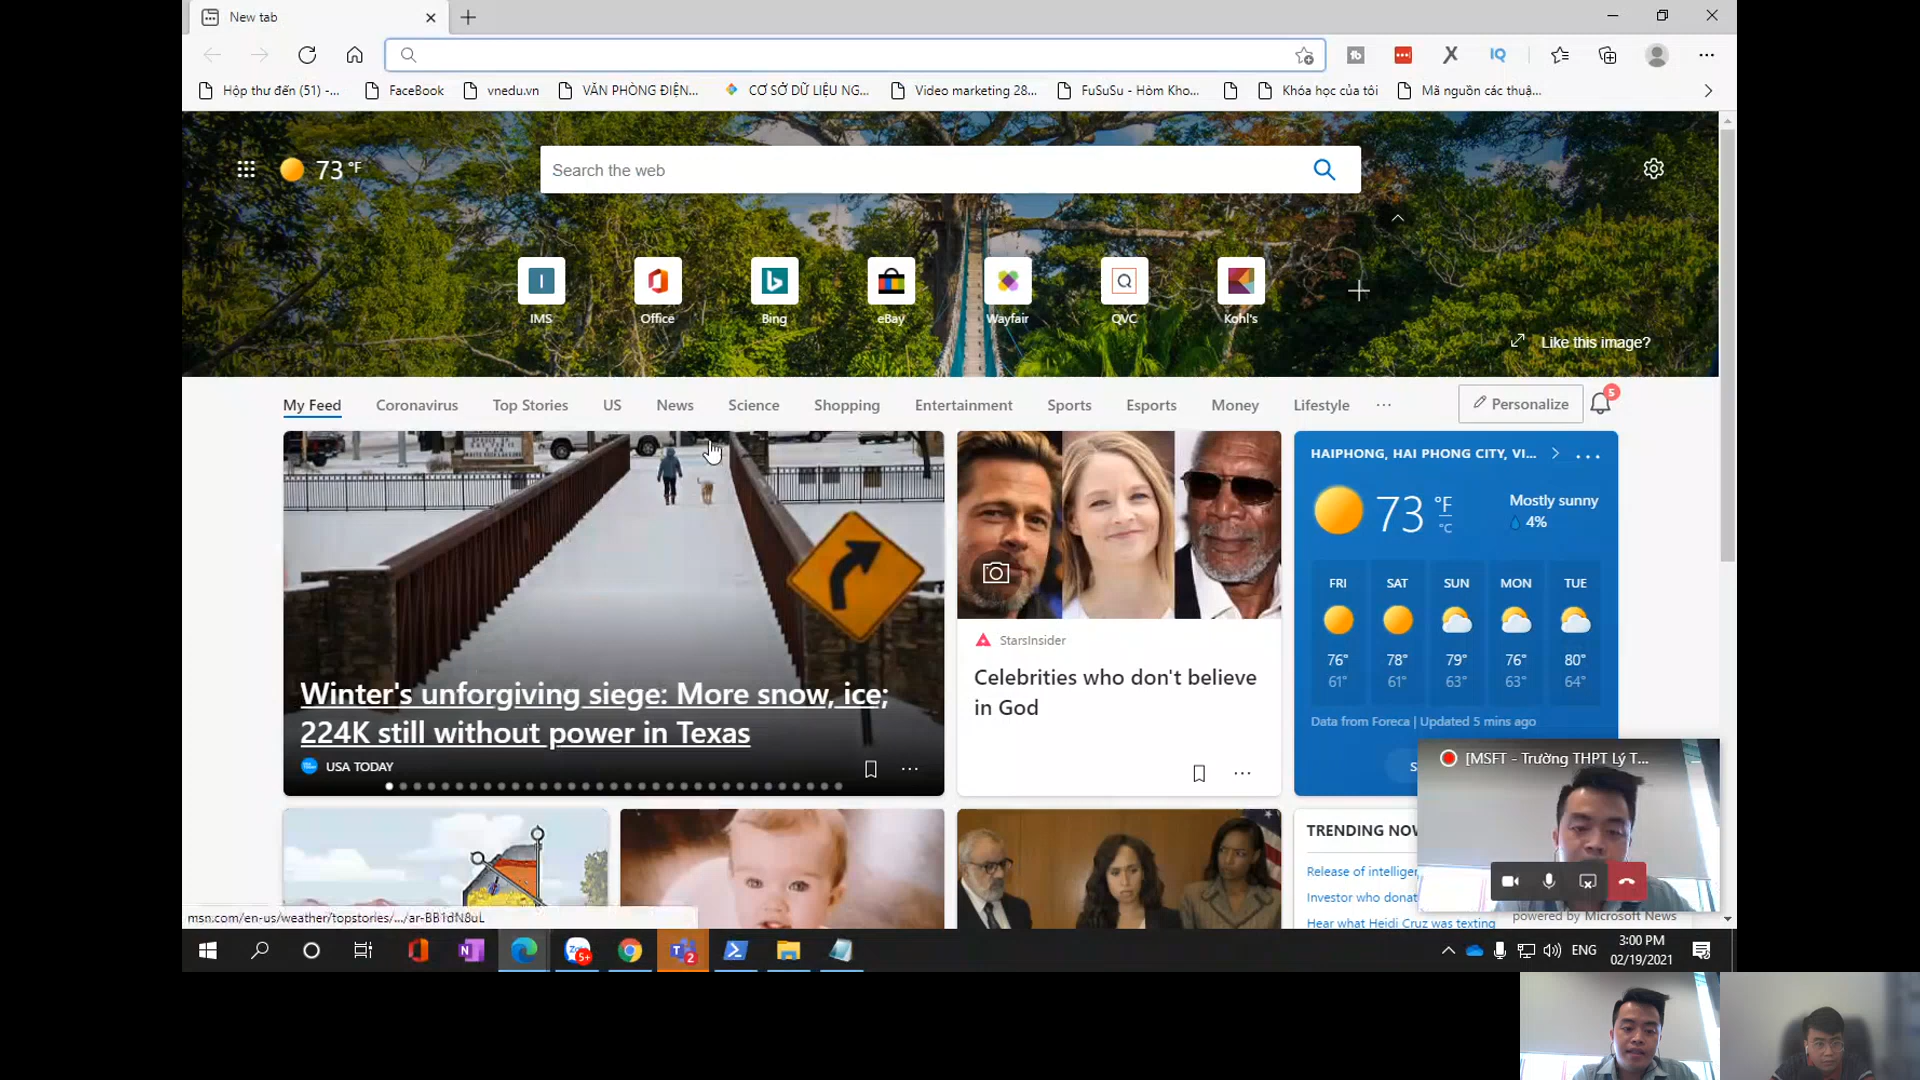 New tab
Hộp thư đến (51) -...
FaceBook
vnedu.vn
VĂN PHÒNG ĐIỆN...
CƠ SỞ DỮ LIỆU NG...
Video marketing 28...
FuSuSu - Hòm Kho...
Khóa học của tôi
Mã nguồn các thuậ...
73 °F
Search the web
IMS
Office
Bing
eBay
Wayfair
QVC
Kohl's
Like this image?
My Feed
Coronavirus
Top Stories
US
News
Science
Shopping
Entertainment
Sports
Esports
Money
Lifestyle
Personalize
5
Winter's unforgiving siege: More snow, ice;
224K still without power in Texas
USA TODAY
StarsInsider
Celebrities who don't believe
in God
HAIPHONG, HAI PHONG CITY, VI...
73 °F °C
Mostly sunny
4%
FRI SAT SUN MON TUE
76° 78° 79° 76° 80°
61° 61° 63° 63° 64°
Data from Foreca | Updated 5 mins ago
[MSFT - Trường THPT Lý T...
TRENDING NOW
Release of intelliger
Investor who donat
Hear what Heidi Cruz was texting
powered by Microsoft News
msn.com/en-us/weather/topstories/.../ar-BB1dN8uL
ENG
3:00 PM
02/19/2021